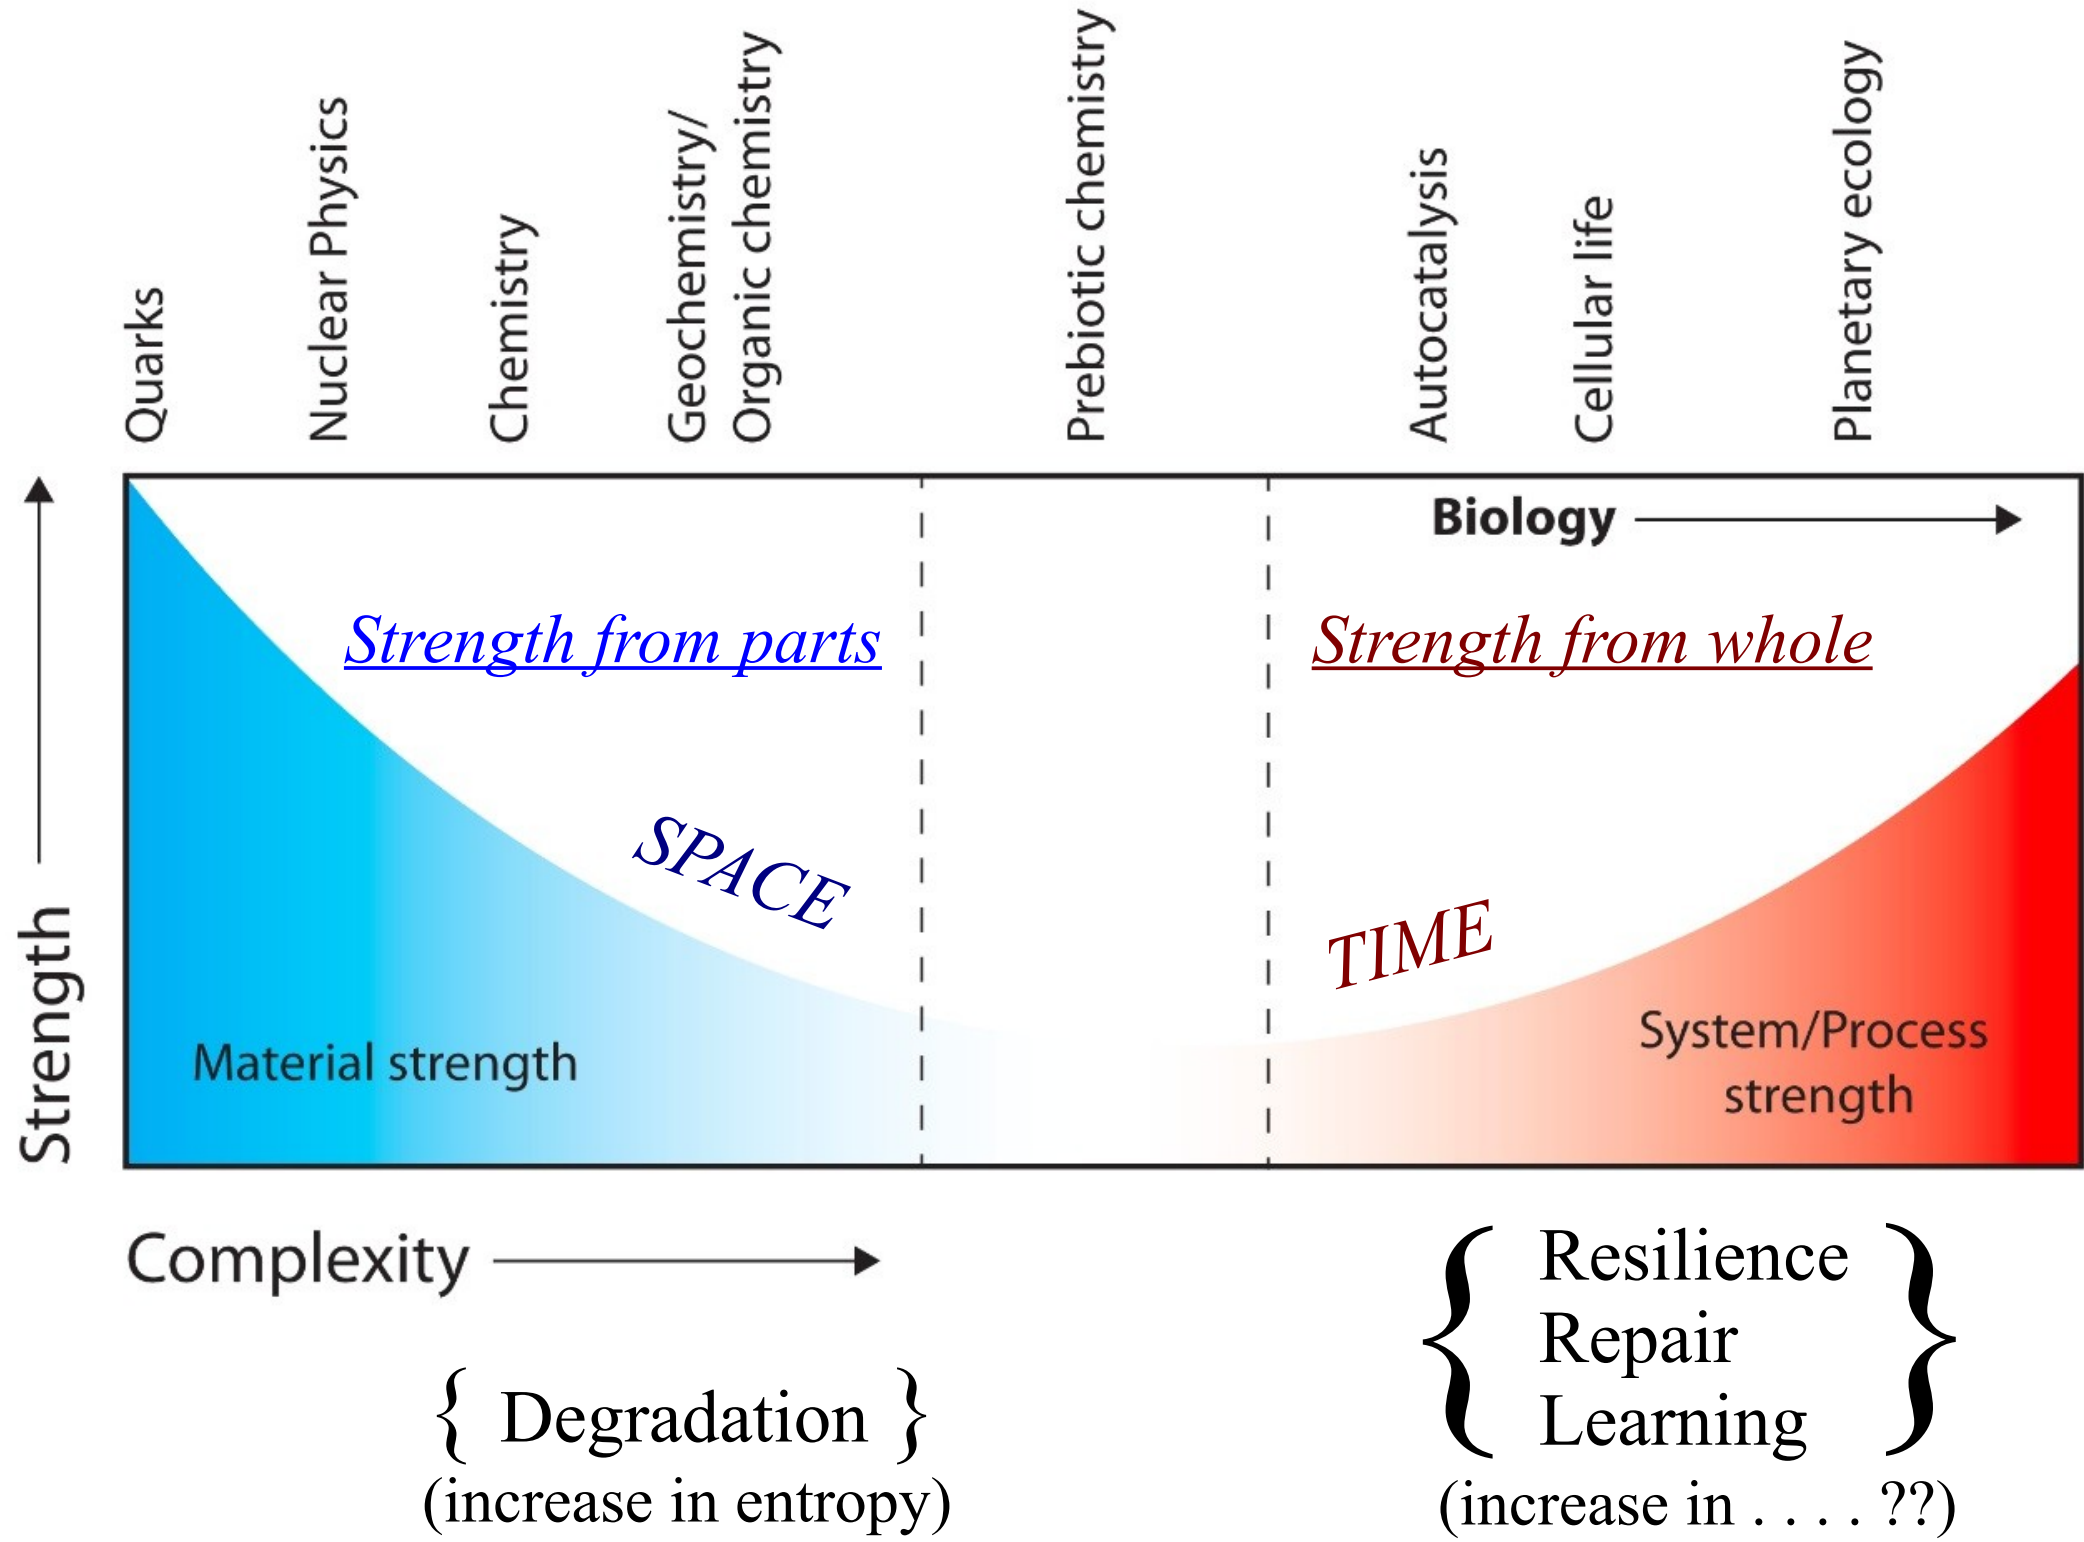 Quarks
Nuclear Physics
Chemistry
Geochemistry/
Organic chemistry
Prebiotic chemistry
Autocatalysis
Cellular life
Planetary ecology
Biology
Strength from parts
Strength from whole
SPACE
TIME
Material strength
System/Process
strength
Strength
Complexity
{ Degradation }
(increase in entropy)
{ Resilience
Repair
Learning }
(increase in . . . . ??)